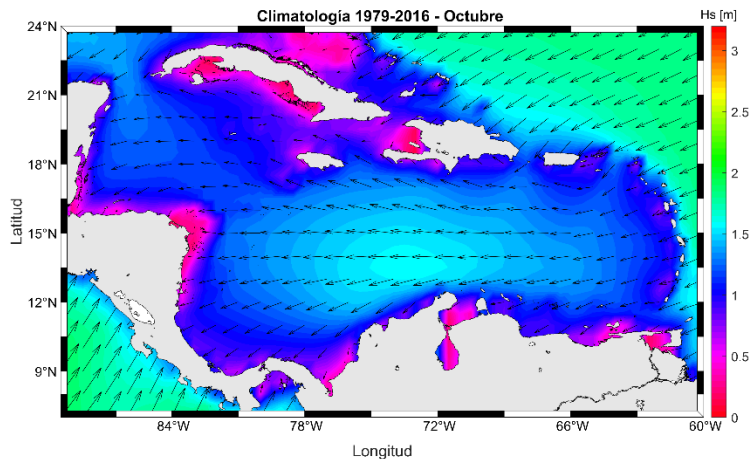 Climatología 1979-2016 - Octubre
Hs [m]
24°N
21°N
18°N
15°N
12°N
9°N
Latitud
84°W
78°W
72°W
66°W
60°W
Longitud
3
2.5
2
1.5
1
0.5
0